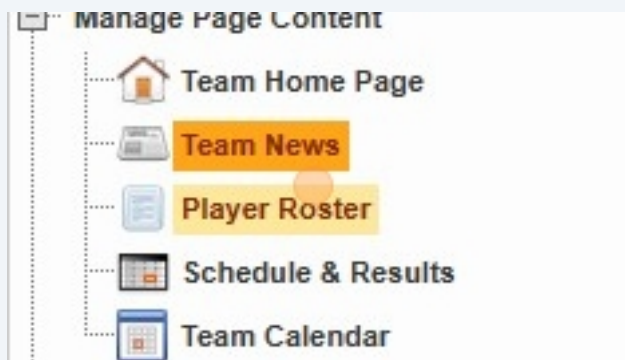 Manage Page Content
Team Home Page
Team News
Player Roster
Schedule & Results
Team Calendar